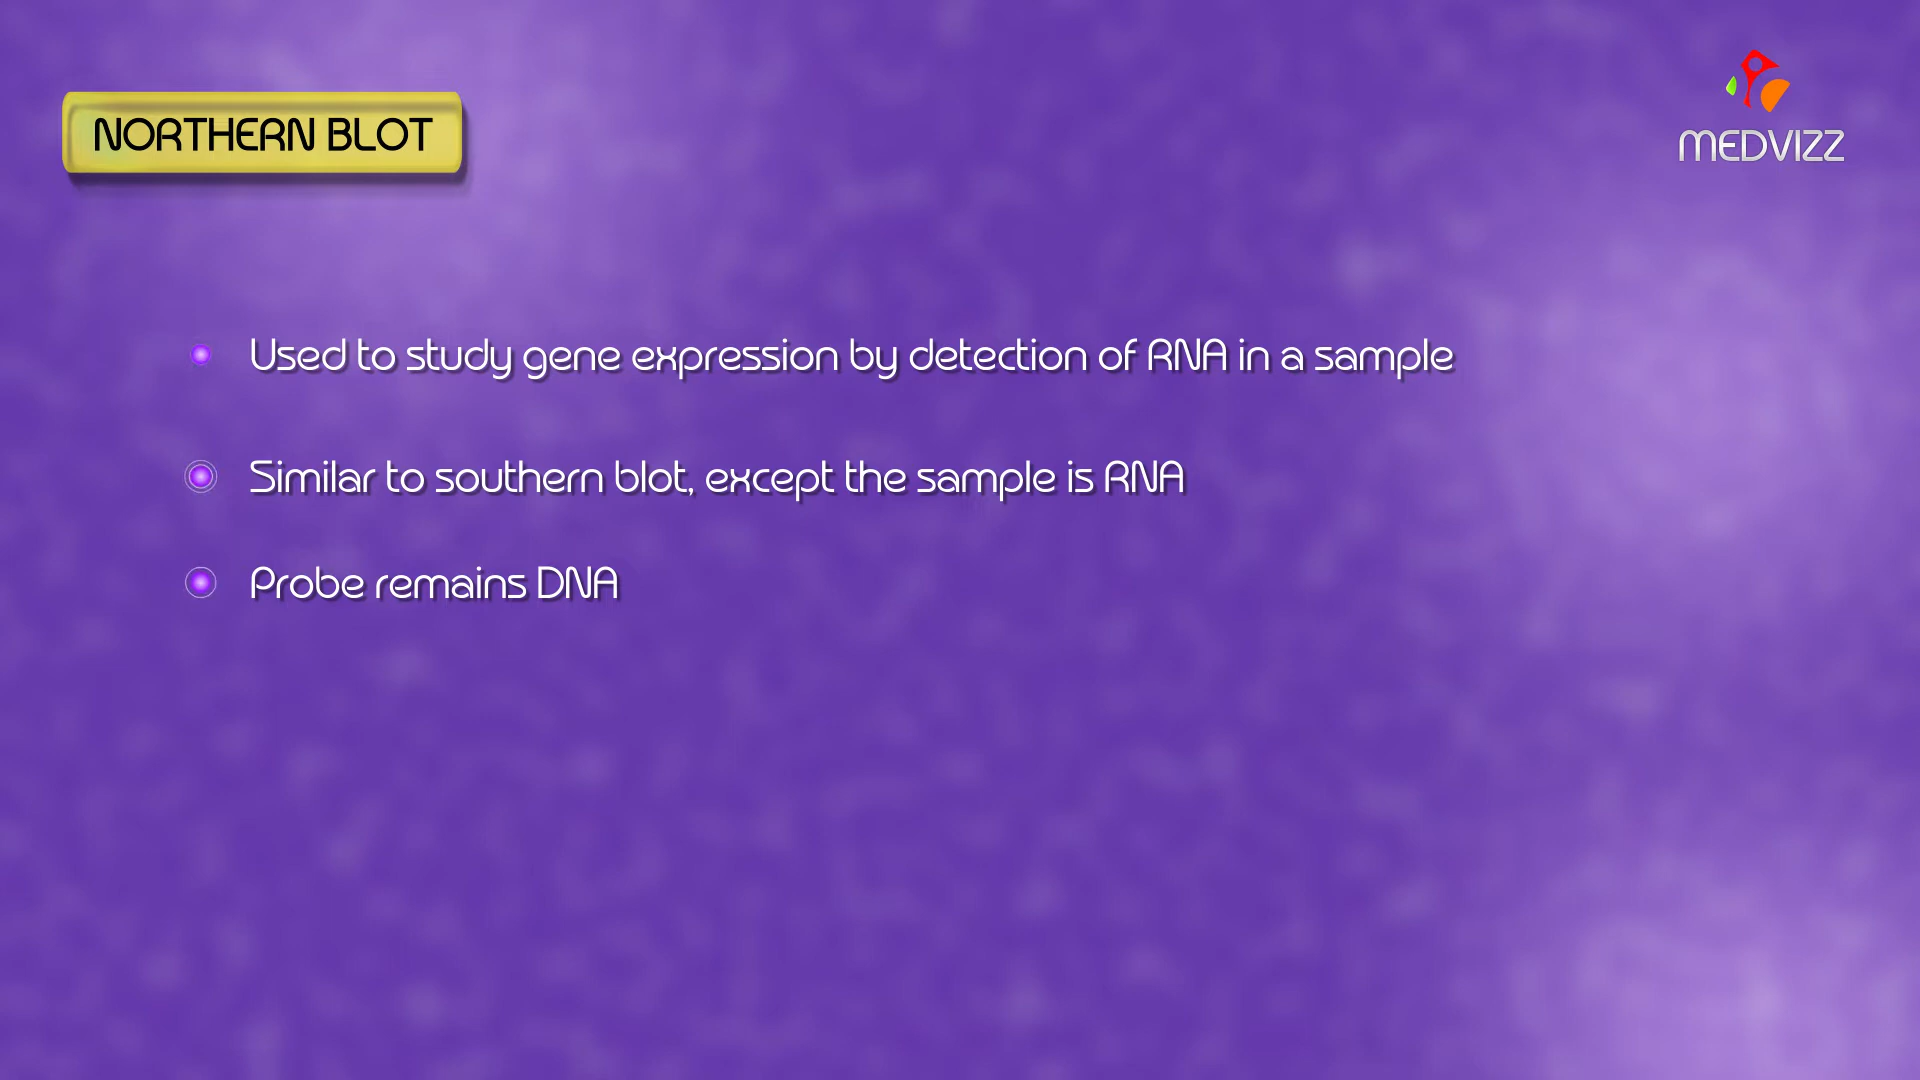 NORTHERN BLOT
MEDVIZZ
Used to study gene expression by detection of RNA in a sample
Similar to southern blot, except the sample is RNA
Probe remains DNA